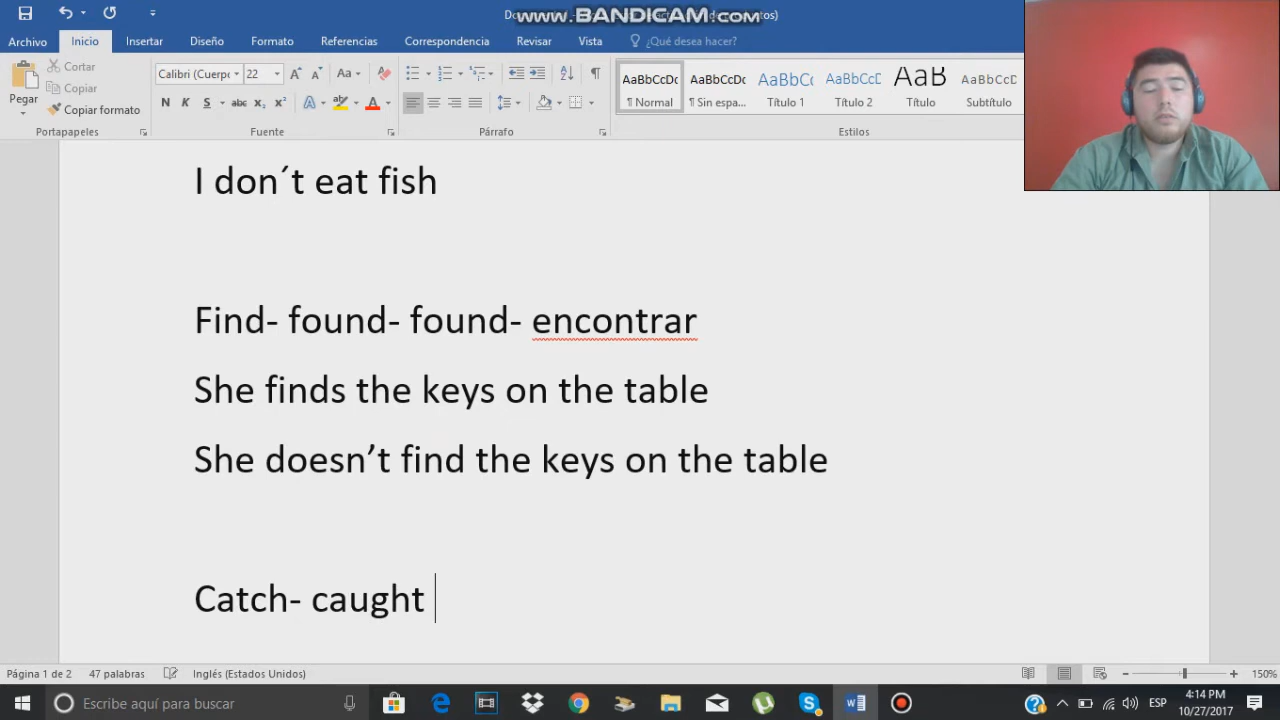 www.BANDICAM.com
Archivo Inicio Insertar Diseño Formato Referencias Correspondencia Revisar Vista ¿Qué desea hacer?
Pegar
Cortar
Copiar
Copiar formato
Calibri (Cuerpo 22
N K S abc x₂ x²
AaBbCcDc AaBbCcDc AaBbCc AaBbCcD AaB AaBbCcD
¶ Normal ¶ Sin espa... Título 1 Título 2 Título Subtítulo
Portapapeles Fuente Párrafo Estilos
I don´t eat fish
Find- found- found- encontrar
She finds the keys on the table
She doesn’t find the keys on the table
Catch- caught
Página 1 de 2 47 palabras Inglés (Estados Unidos) 150%
Escribe aquí para buscar
ESP
4:14 PM
10/27/2017